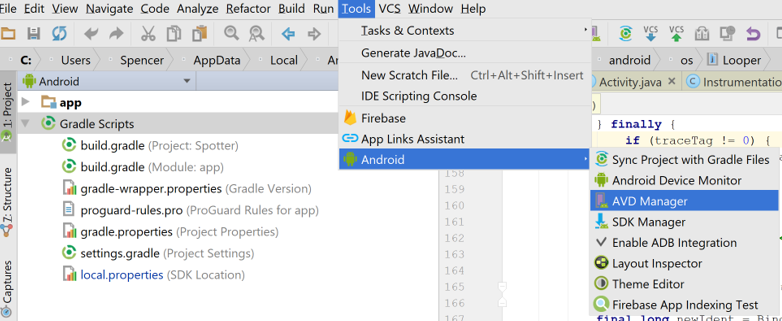 File Edit View Navigate Code Analyze Refactor Build Run Tools VCS Window Help
C: Users Spencer AppData Local An
android os Looper
Android
Activity.java Instrumentatio
1: Project
app
Gradle Scripts
build.gradle (Project: Spotter)
build.gradle (Module: app)
gradle-wrapper.properties (Gradle Version)
proguard-rules.pro (ProGuard Rules for app)
gradle.properties (Project Properties)
settings.gradle (Project Settings)
local.properties (SDK Location)
7: Structure
Captures
Tasks & Contexts
Generate JavaDoc...
New Scratch File... Ctrl+Alt+Shift+Insert
IDE Scripting Console
Firebase
App Links Assistant
Android
158
159
160
161
162
163
164
165
166
167
} finally {
if (traceTag != 0) {
Sync Project with Gradle Files
Android Device Monitor
AVD Manager
SDK Manager
Enable ADB Integration
Layout Inspector
Theme Editor
Firebase App Indexing Test
final long newIdent = Bin